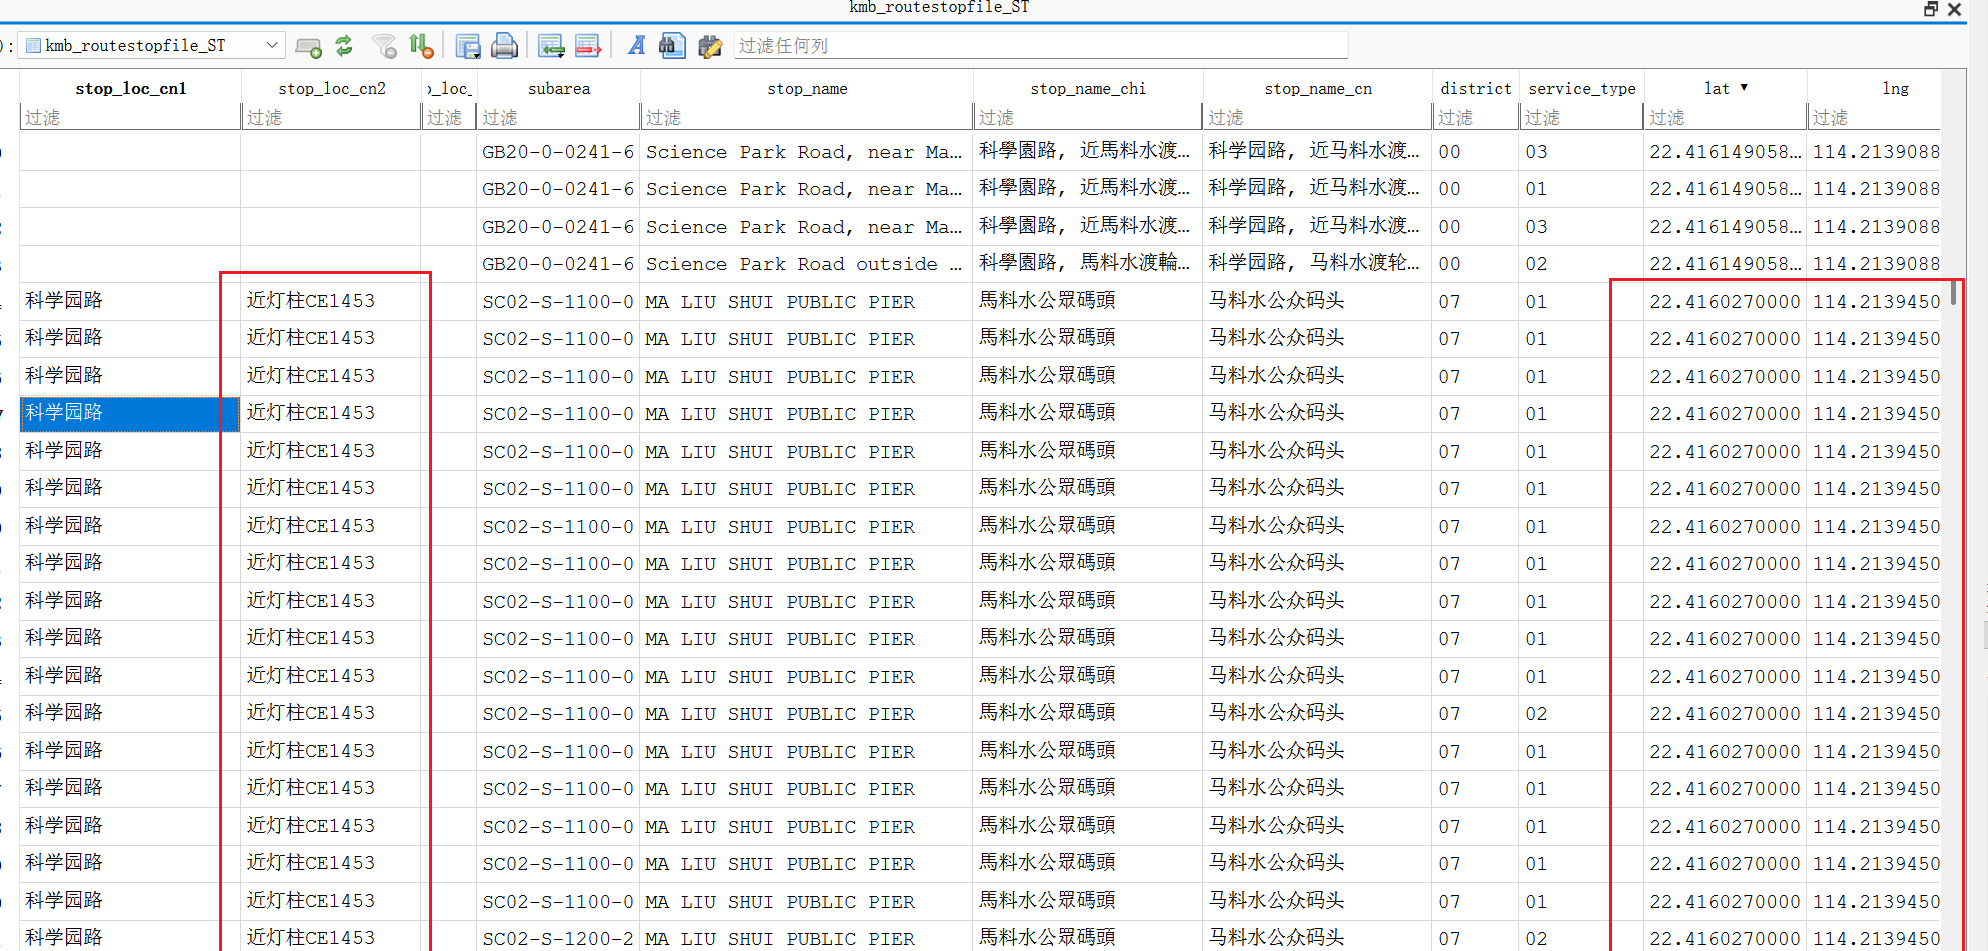 kmb_routestopfile_ST
): kmb_routestopfile_ST 过滤任何列
stop_loc_cn1 stop_loc_cn2 _loc_ subarea stop_name stop_name_chi stop_name_cn district service_type lat ▼ lng
过滤 过滤 过滤 过滤 过滤 过滤 过滤 过滤 过滤 过滤 过滤
GB20-0-0241-6 Science Park Road, near Ma… 科學園路, 近馬料水渡… 科学园路, 近马料水渡… 00 03 22.416149058… 114.2139088
GB20-0-0241-6 Science Park Road, near Ma… 科學園路, 近馬料水渡… 科学园路, 近马料水渡… 00 01 22.416149058… 114.2139088
GB20-0-0241-6 Science Park Road, near Ma… 科學園路, 近馬料水渡… 科学园路, 近马料水渡… 00 03 22.416149058… 114.2139088
GB20-0-0241-6 Science Park Road outside … 科學園路, 馬料水渡輪… 科学园路, 马料水渡轮… 00 02 22.416149058… 114.2139088
科学园路 近灯柱CE1453 SC02-S-1100-0 MA LIU SHUI PUBLIC PIER 馬料水公眾碼頭 马料水公众码头 07 01 22.4160270000 114.2139450
科学园路 近灯柱CE1453 SC02-S-1100-0 MA LIU SHUI PUBLIC PIER 馬料水公眾碼頭 马料水公众码头 07 01 22.4160270000 114.2139450
科学园路 近灯柱CE1453 SC02-S-1100-0 MA LIU SHUI PUBLIC PIER 馬料水公眾碼頭 马料水公众码头 07 01 22.4160270000 114.2139450
科学园路 近灯柱CE1453 SC02-S-1100-0 MA LIU SHUI PUBLIC PIER 馬料水公眾碼頭 马料水公众码头 07 01 22.4160270000 114.2139450
科学园路 近灯柱CE1453 SC02-S-1100-0 MA LIU SHUI PUBLIC PIER 馬料水公眾碼頭 马料水公众码头 07 01 22.4160270000 114.2139450
科学园路 近灯柱CE1453 SC02-S-1100-0 MA LIU SHUI PUBLIC PIER 馬料水公眾碼頭 马料水公众码头 07 01 22.4160270000 114.2139450
科学园路 近灯柱CE1453 SC02-S-1100-0 MA LIU SHUI PUBLIC PIER 馬料水公眾碼頭 马料水公众码头 07 01 22.4160270000 114.2139450
科学园路 近灯柱CE1453 SC02-S-1100-0 MA LIU SHUI PUBLIC PIER 馬料水公眾碼頭 马料水公众码头 07 01 22.4160270000 114.2139450
科学园路 近灯柱CE1453 SC02-S-1100-0 MA LIU SHUI PUBLIC PIER 馬料水公眾碼頭 马料水公众码头 07 01 22.4160270000 114.2139450
科学园路 近灯柱CE1453 SC02-S-1100-0 MA LIU SHUI PUBLIC PIER 馬料水公眾碼頭 马料水公众码头 07 01 22.4160270000 114.2139450
科学园路 近灯柱CE1453 SC02-S-1100-0 MA LIU SHUI PUBLIC PIER 馬料水公眾碼頭 马料水公众码头 07 01 22.4160270000 114.2139450
科学园路 近灯柱CE1453 SC02-S-1100-0 MA LIU SHUI PUBLIC PIER 馬料水公眾碼頭 马料水公众码头 07 02 22.4160270000 114.2139450
科学园路 近灯柱CE1453 SC02-S-1100-0 MA LIU SHUI PUBLIC PIER 馬料水公眾碼頭 马料水公众码头 07 01 22.4160270000 114.2139450
科学园路 近灯柱CE1453 SC02-S-1100-0 MA LIU SHUI PUBLIC PIER 馬料水公眾碼頭 马料水公众码头 07 01 22.4160270000 114.2139450
科学园路 近灯柱CE1453 SC02-S-1100-0 MA LIU SHUI PUBLIC PIER 馬料水公眾碼頭 马料水公众码头 07 01 22.4160270000 114.2139450
科学园路 近灯柱CE1453 SC02-S-1100-0 MA LIU SHUI PUBLIC PIER 馬料水公眾碼頭 马料水公众码头 07 01 22.4160270000 114.2139450
科学园路 近灯柱CE1453 SC02-S-1100-0 MA LIU SHUI PUBLIC PIER 馬料水公眾碼頭 马料水公众码头 07 01 22.4160270000 114.2139450
科学园路 近灯柱CE1453 SC02-S-1200-2 MA LIU SHUI PUBLIC PIER 馬料水公眾碼頭 马料水公众码头 07 02 22.4160270000 114.2139450